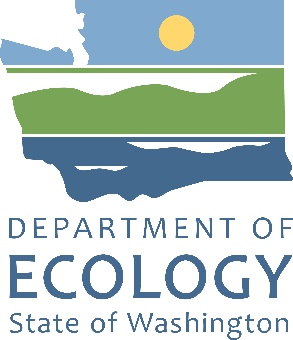 DEPARTMENT OF
ECOLOGY
State of Washington